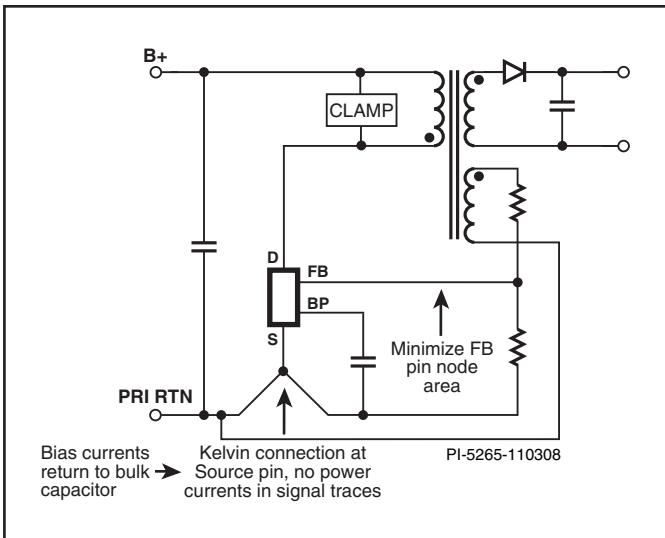 B+
CLAMP
D
FB
BP
S
Minimize FB
pin node
area
PRI RTN
PI-5265-110308
Bias currents
return to bulk
capacitor
Kelvin connection at
Source pin, no power
currents in signal traces